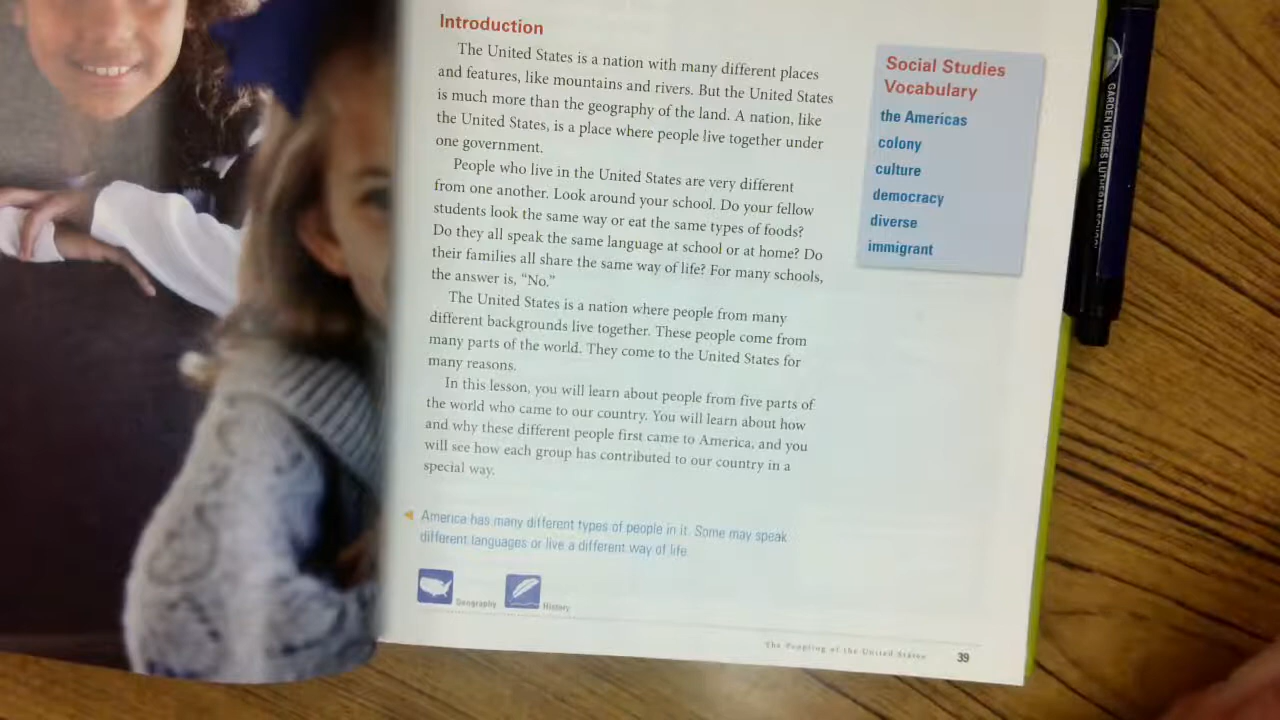 Introduction
The United States is a nation with many different places
and features, like mountains and rivers. But the United States
is much more than the geography of the land. A nation, like
the United States, is a place where people live together under
one government.
People who live in the United States are very different
from one another. Look around your school. Do your fellow
students look the same way or eat the same types of foods?
Do they all speak the same language at school or at home? Do
their families all share the same way of life? For many schools,
the answer is, “No.”
The United States is a nation where people from many
different backgrounds live together. These people come from
many parts of the world. They come to the United States for
many reasons.
In this lesson, you will learn about people from five parts of
the world who came to our country. You will learn about how
and why these different people first came to America, and you
will see how each group has contributed to our country in a
special way.
America has many different types of people in it. Some may speak
different languages or live a different way of life.
Geography
History
Social Studies
Vocabulary
the Americas
colony
culture
democracy
diverse
immigrant
The Peopling of the United States
39
GARDEN HOMES LUTHERAN SCHOOL